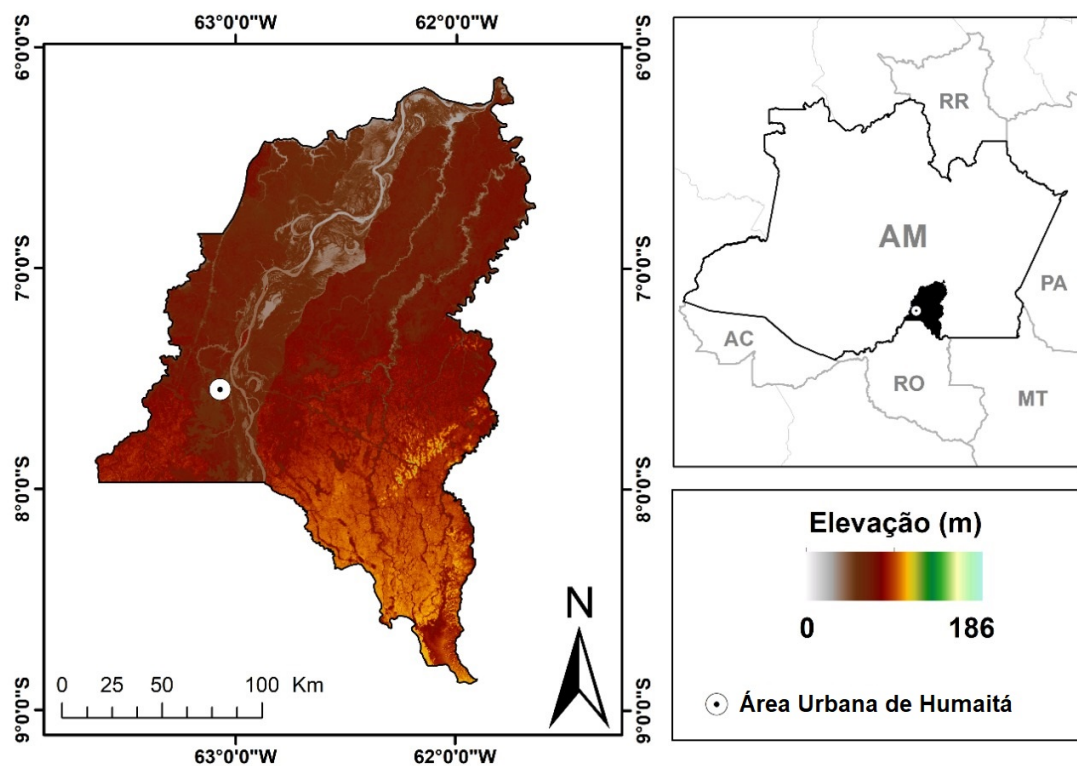 63°0'0"W 62°0'0"W
6°0'0"S 6°0'0"S
7°0'0"S 7°0'0"S
8°0'0"S 8°0'0"S
9°0'0"S 9°0'0"S
N
0 25 50 100 Km
63°0'0"W 62°0'0"W
RR
AM
PA
AC
RO
MT
Elevação (m)
0 186
Área Urbana de Humaitá